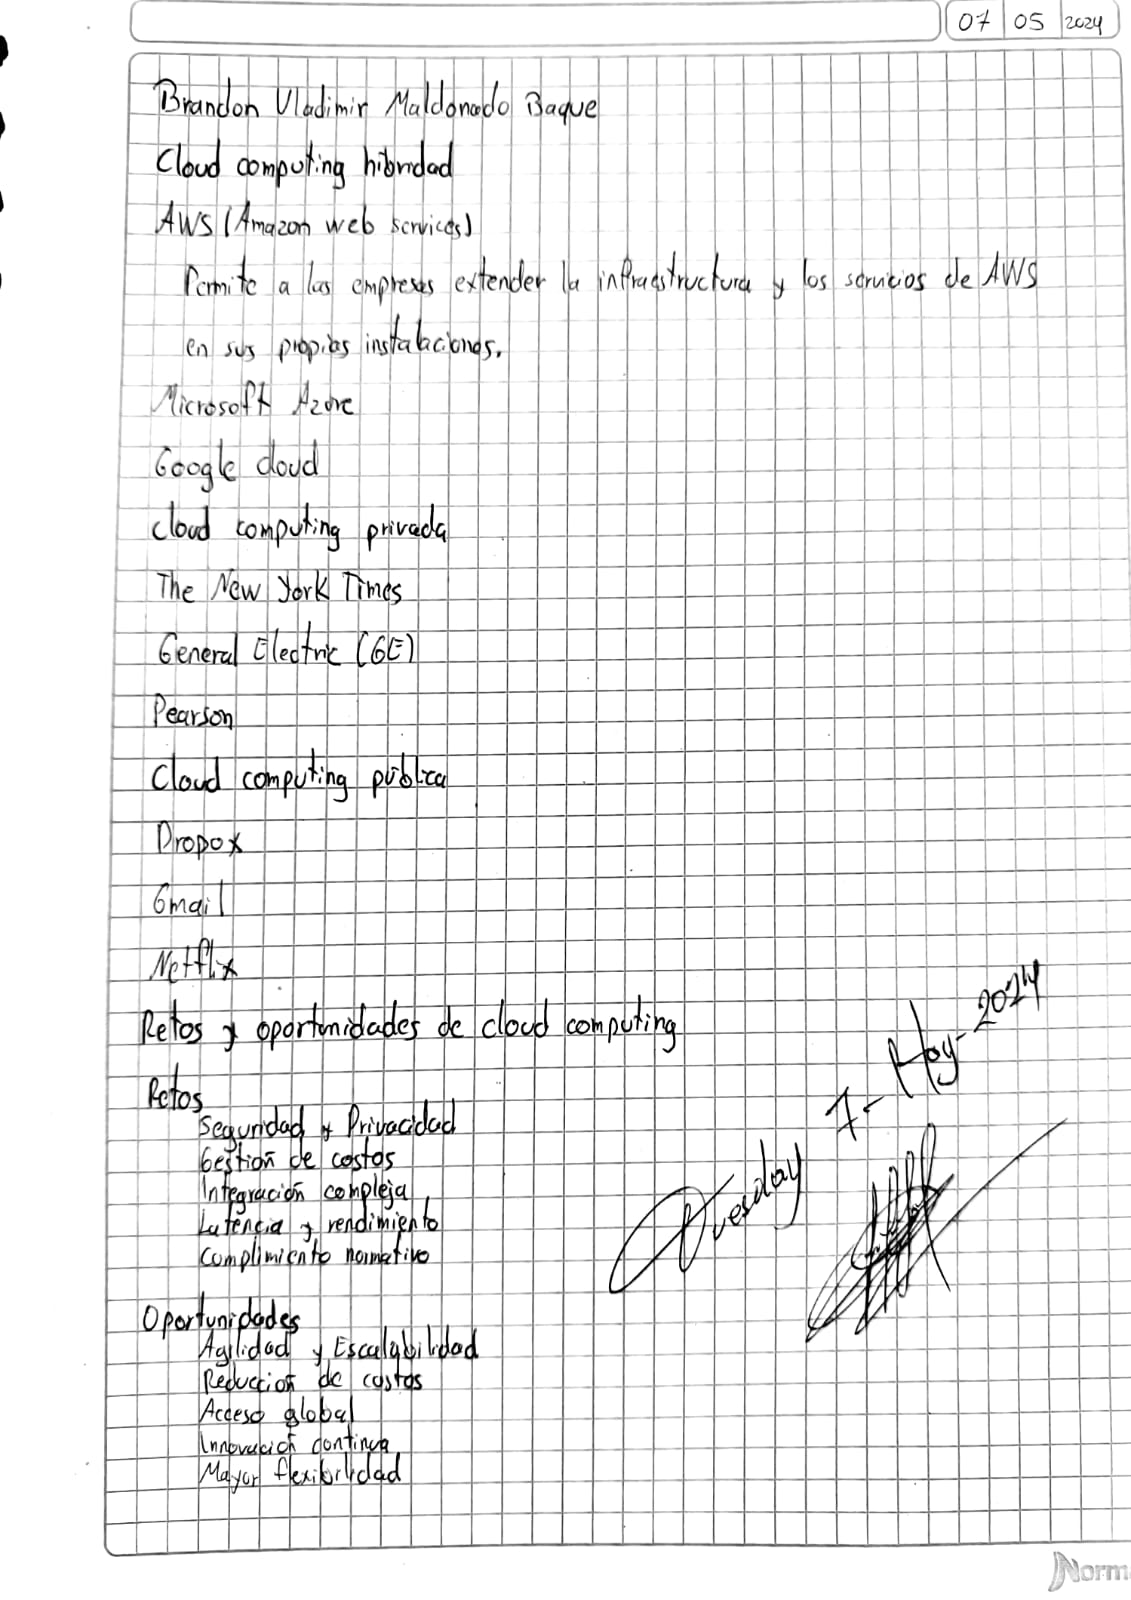 07 05 2024
Brandon Vladimir Maldonado Baque
Cloud computing hibridad
AWS (Amazon web services)
Permite a las empresas extender la infraestructura y los servicios de AWS
en sus propias instalaciones.
Microsoft Azure
Google cloud
cloud computing privada
The New York Times
General Electric (GE)
Pearson
Cloud computing pública
Dropox
Gmail
Netflix
Retos y oportunidades de cloud computing
Retos
Seguridad y Privacidad
Gestión de costos
Integración compleja
Latencia y rendimiento
Cumplimiento normativo
Tuesday 7- May- 2024
Oportunidades
Agilidad y Escalabilidad
Reducción de costos
Acceso global
Innovación continua
Mayor flexibilidad
Norm